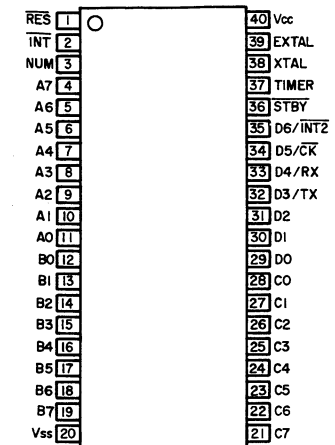 RES 1 40 Vcc
INT 2 39 EXTAL
NUM 3 38 XTAL
A7 4 37 TIMER
A6 5 36 STBY
A5 6 35 D6/INT2
A4 7 34 D5/CK
A3 8 33 D4/RX
A2 9 32 D3/TX
A1 10 31 D2
A0 11 30 D1
B0 12 29 D0
B1 13 28 C0
B2 14 27 C1
B3 15 26 C2
B4 16 25 C3
B5 17 24 C4
B6 18 23 C5
B7 19 22 C6
Vss 20 21 C7